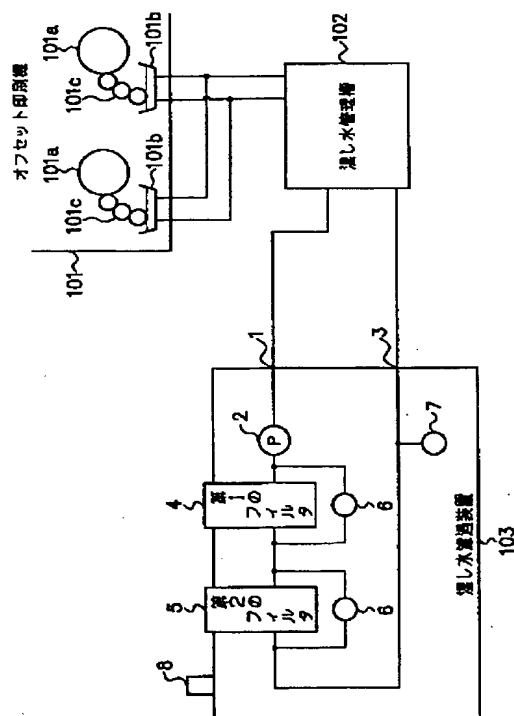 オフセット印刷機
101a
101a
101c
101c
101b
101b
101
102
湿し水管理槽
1
3
2
P
7
4
第1の
フィルタ
6
5
第2の
フィルタ
6
8
湿し水濾過装置
103